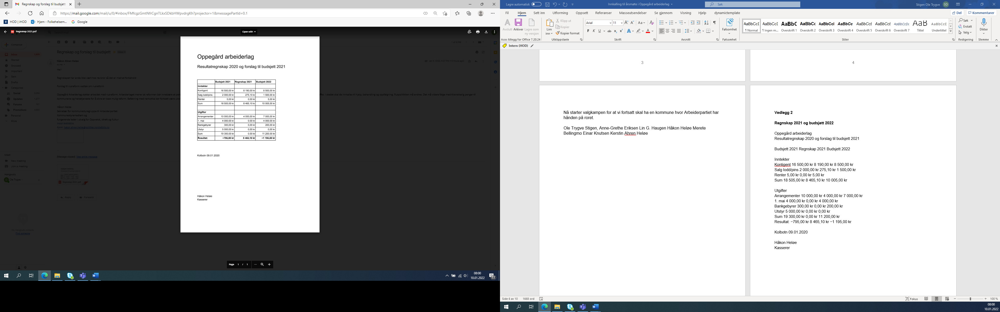 Regnskap og forslag til budsjett
https://mail.google.com/mail/u/0/#inbox/FMfcgzGmtNfrCgnTLkxSDkbHWpvdrgKh?projector=1&messagePartId=0.1
HOD | iHOD
Hjem - Folkehelsem...
Google
Regnskap 2021.pdf
Open with
Compose
Regnskap og forslag til budsjett
Håkon Ahren Heløe
Oppegård arbeiderlag
Resultatregnskap 2020 og forslag til budsjett 2021
Budsjett 2021 Regnskap 2021 Budsjett 2022
Inntekter
Kontigent 16 500,00 kr 8 190,00 kr 8 500,00 kr
Salg lodd/pins 2 000,00 kr 275,10 kr 1 500,00 kr
Renter 5,00 kr 0,00 kr 5,00 kr
Sum 18 505,00 kr 8 465,10 kr 10 005,00 kr
Utgifter
Arrangementer 10 000,00 kr 4 000,00 kr 7 000,00 kr
1. mai 4 000,00 kr 0,00 kr 4 000,00 kr
Bankgebyrer 300,00 kr 0,00 kr 200,00 kr
Utstyr 5 000,00 kr 0,00 kr 0,00 kr
Sum 19 300,00 kr 0,00 kr 11 200,00 kr
Resultat: −795,00 kr 8 465,10 kr −1 195,00 kr
Kolbotn 09.01.2020
Håkon Heløe
Kasserer
Page 1 / 1
08:00
10.01.2022
22
Lagre automatisk
Innkalling til årsmøte i Oppegård arbeiderlag
Søk
Stigen Ole Trygve
SO
Fil Hjem Sett inn Utforming Oppsett Referanser Masseutsendelser Se gjennom Visning Hjelp dynamictemplate
Del
Kommentarer
Avslutt Arkiver Lagre som ny versjon
Acos tillegg for Office 7.20.24
Lim inn
Klipp ut
Kopier
Kopier format
Utklippstavle
Arial 11
Skrift
Avsnitt
Følsomhet
Følsomhet
¶ Normal ¶ Ingen m... Overskrift 1 Overskrift 2 Overskrift 3 Overskrift 4 Overskrift 5 Overskrift 6 Overskrift 7 Tittel Undertittel
Stiler
Søk
Erstatt
Velg
Redigering
Dikter
Stemme
Intern (HOD)
3
4
Nå starter valgkampen for at vi fortsatt skal ha en kommune hvor Arbeiderpartiet har
hånden på roret.
Ole Trygve Stigen, Anne-Grethe Eriksen Lin G. Haugen Håkon Heløe Merete
Bellingmo Einar Knutsen Kerstin Ahren Heløe
Vedlegg 2
Regnskap 2021 og budsjett 2022
Oppegård arbeiderlag
Resultatregnskap 2020 og forslag til budsjett 2021
Budsjett 2021 Regnskap 2021 Budsjett 2022
Inntekter
Kontigent 16 500,00 kr 8 190,00 kr 8 500,00 kr
Salg lodd/pins 2 000,00 kr 275,10 kr 1 500,00 kr
Renter 5,00 kr 0,00 kr 5,00 kr
Sum 18 505,00 kr 8 465,10 kr 10 005,00 kr
Utgifter
Arrangementer 10 000,00 kr 4 000,00 kr 7 000,00 kr
1. mai 4 000,00 kr 0,00 kr 4 000,00 kr
Bankgebyrer 300,00 kr 0,00 kr 200,00 kr
Utstyr 5 000,00 kr 0,00 kr 0,00 kr
Sum 19 300,00 kr 0,00 kr 11 200,00 kr
Resultat: −795,00 kr 8 465,10 kr −1 195,00 kr
Kolbotn 09.01.2020
Håkon Heløe
Kasserer
Side 6 av 10
1668 ord
Fokus
100 %
08:00
10.01.2022